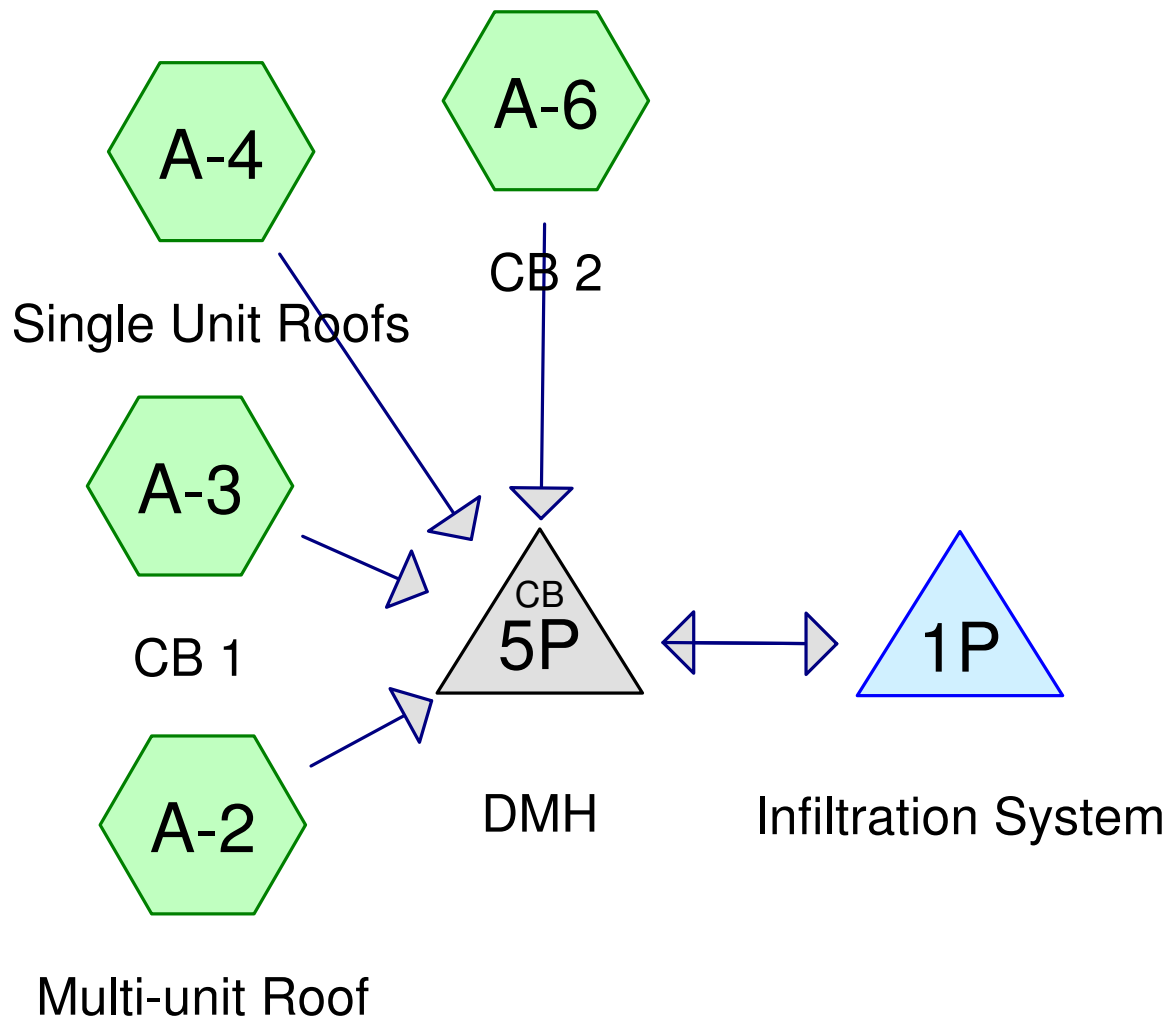 A-4
Single Unit Roofs
A-6
CB 2
A-3
CB 1
CB
5P
DMH
1P
Infiltration System
A-2
Multi-unit Roof